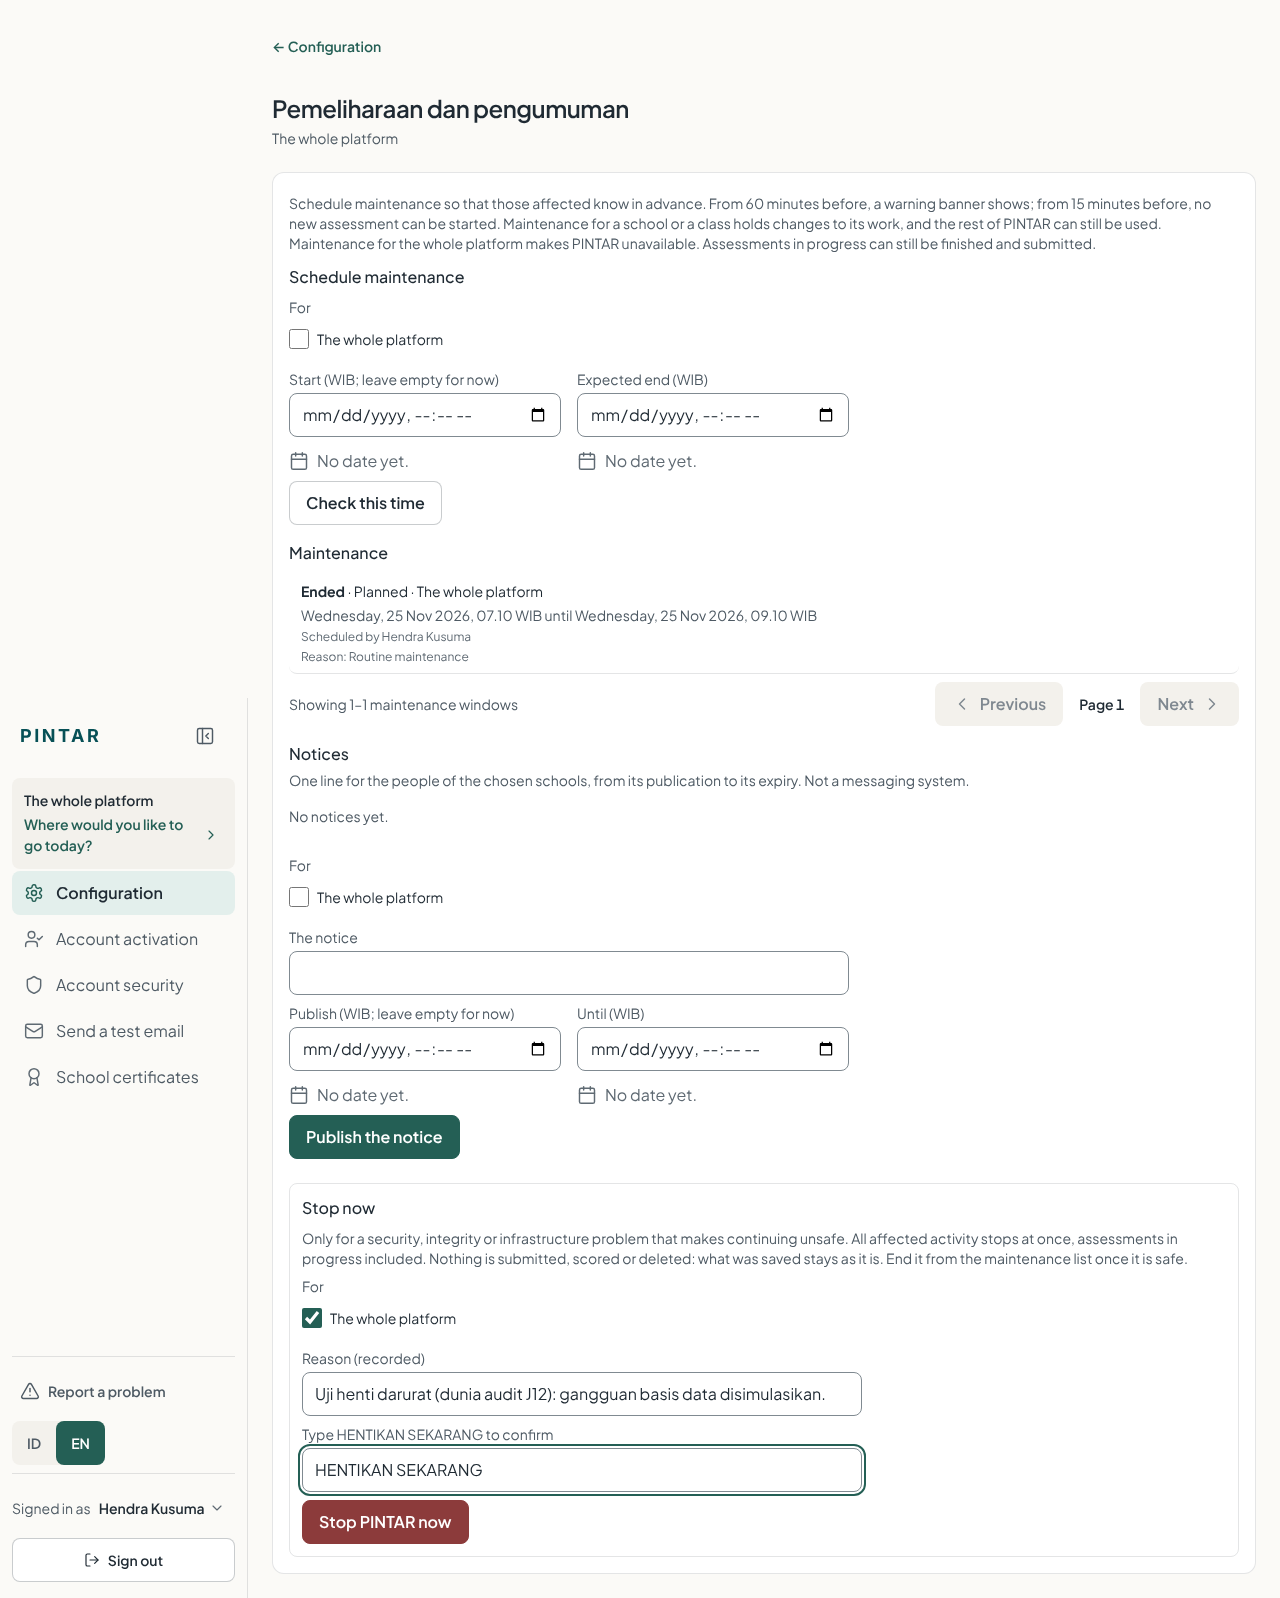 ← Configuration
Pemeliharaan dan pengumuman
The whole platform
Schedule maintenance so that those affected know in advance. From 60 minutes before, a warning banner shows; from 15 minutes before, no
new assessment can be started. Maintenance for a school or a class holds changes to its work, and the rest of PINTAR can still be used.
Maintenance for the whole platform makes PINTAR unavailable. Assessments in progress can still be finished and submitted.
Schedule maintenance
For
The whole platform
Start (WIB; leave empty for now)
Expected end (WIB)
mm/dd/yyyy, --:-- --
mm/dd/yyyy, --:-- --
No date yet.
No date yet.
Check this time
Maintenance
Ended · Planned · The whole platform
Wednesday, 25 Nov 2026, 07.10 WIB until Wednesday, 25 Nov 2026, 09.10 WIB
Scheduled by Hendra Kusuma
Reason: Routine maintenance
Showing 1–1 maintenance windows
Previous
Page 1
Next
Notices
One line for the people of the chosen schools, from its publication to its expiry. Not a messaging system.
No notices yet.
For
The whole platform
The notice
Publish (WIB; leave empty for now)
Until (WIB)
mm/dd/yyyy, --:-- --
mm/dd/yyyy, --:-- --
No date yet.
No date yet.
Publish the notice
Stop now
Only for a security, integrity or infrastructure problem that makes continuing unsafe. All affected activity stops at once, assessments in
progress included. Nothing is submitted, scored or deleted: what was saved stays as it is. End it from the maintenance list once it is safe.
For
The whole platform
Reason (recorded)
Uji henti darurat (dunia audit J12): gangguan basis data disimulasikan.
Type HENTIKAN SEKARANG to confirm
HENTIKAN SEKARANG
Stop PINTAR now
PINTAR
The whole platform
Where would you like to
go today?
Configuration
Account activation
Account security
Send a test email
School certificates
Report a problem
ID
EN
Signed in as Hendra Kusuma
Sign out